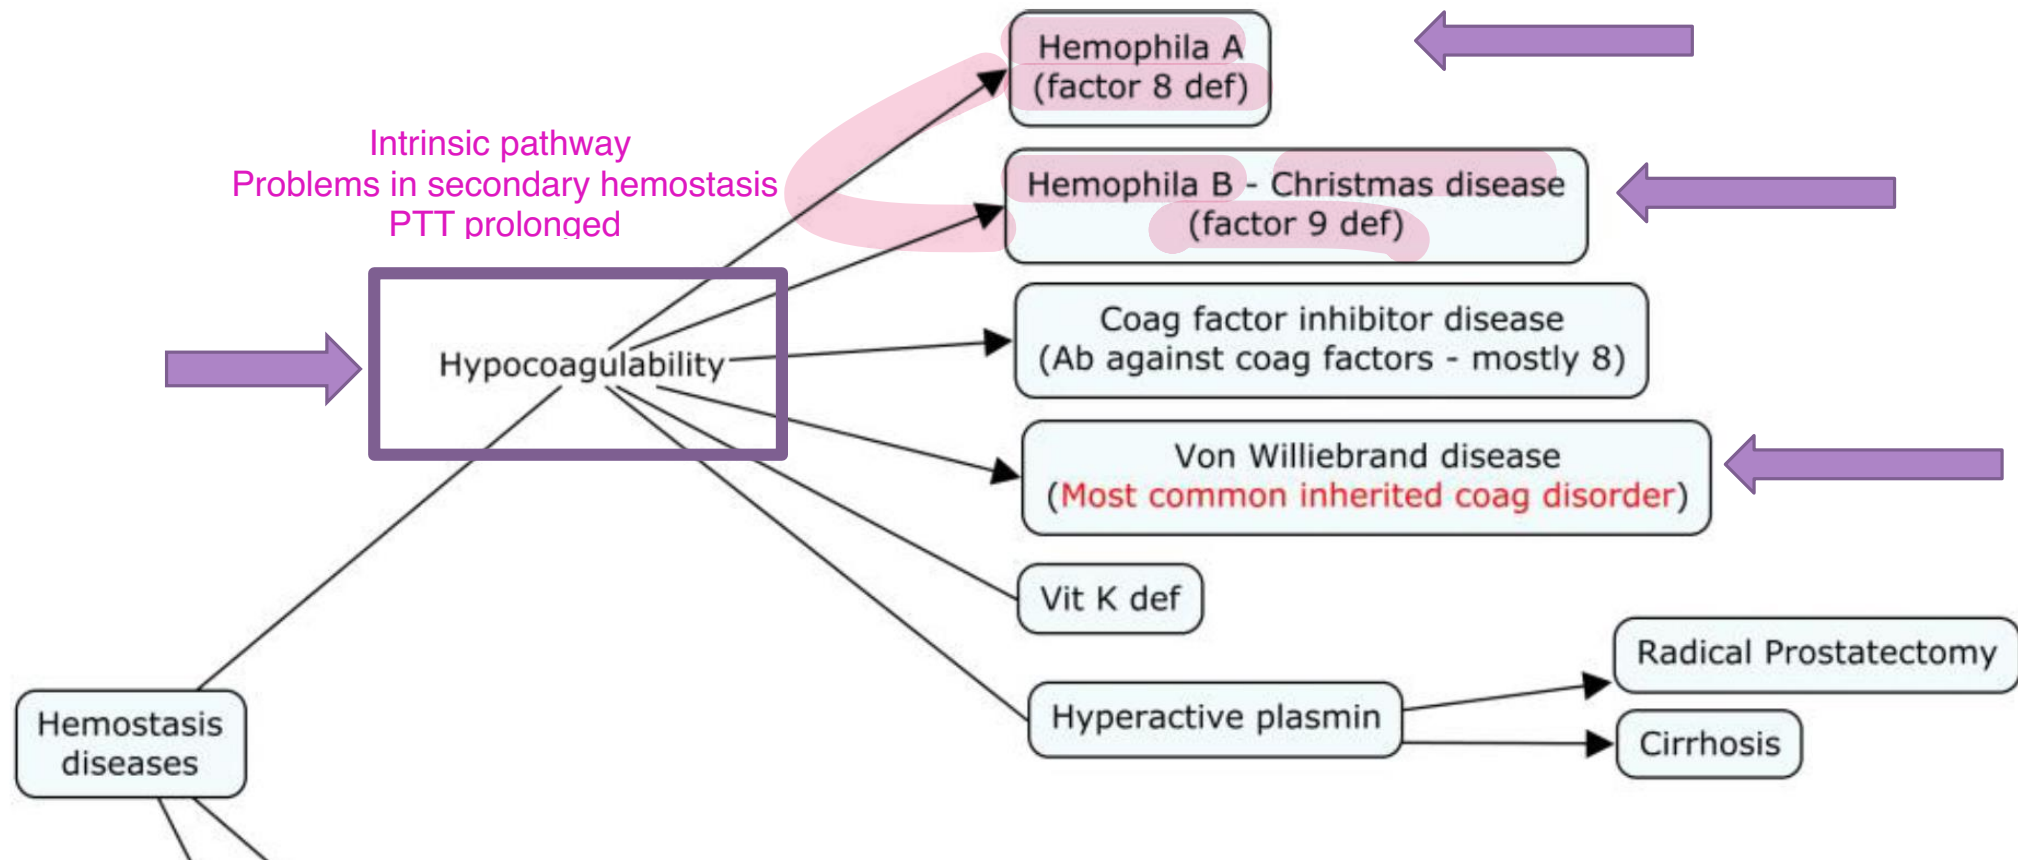 Hemophila A
(factor 8 def)
Intrinsic pathway
Problems in secondary hemostasis
PTT prolonged
Hemophila B - Christmas disease
(factor 9 def)
Hypocoagulability
Coag factor inhibitor disease
(Ab against coag factors - mostly 8)
Von Williebrand disease
(Most common inherited coag disorder)
Vit K def
Radical Prostatectomy
Hyperactive plasmin
Cirrhosis
Hemostasis
diseases